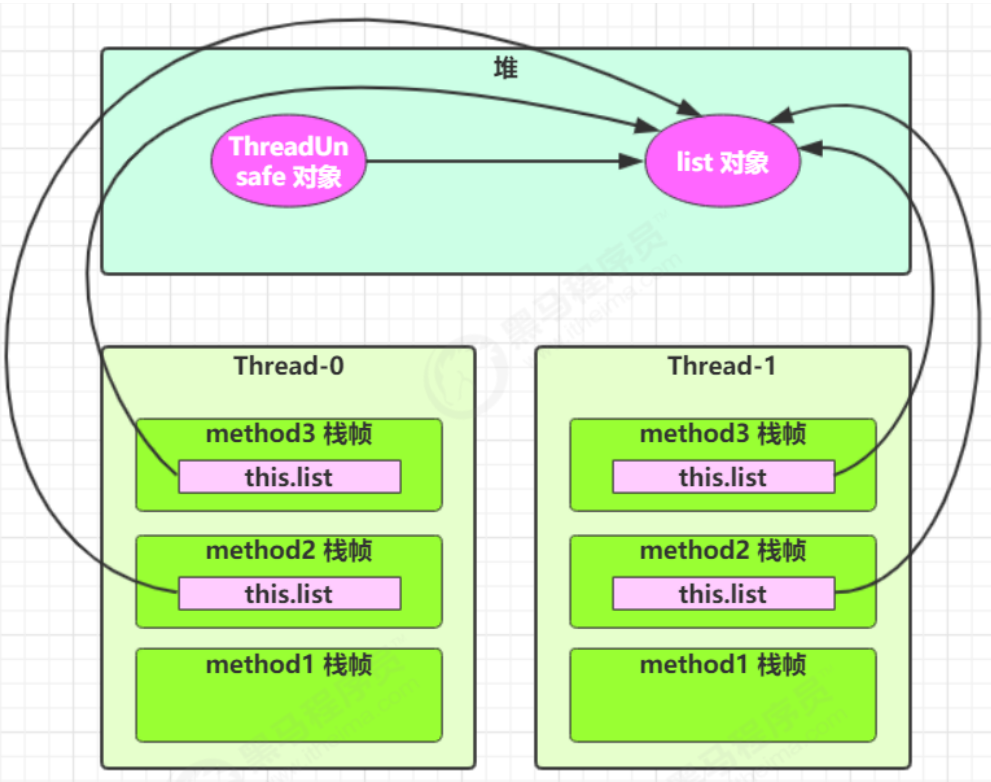 堆
ThreadUn
safe 对象
list 对象
Thread-0
method3 栈帧
this.list
method2 栈帧
this.list
method1 栈帧
Thread-1
method3 栈帧
this.list
method2 栈帧
this.list
method1 栈帧
黑马程序员
www.itheima.com